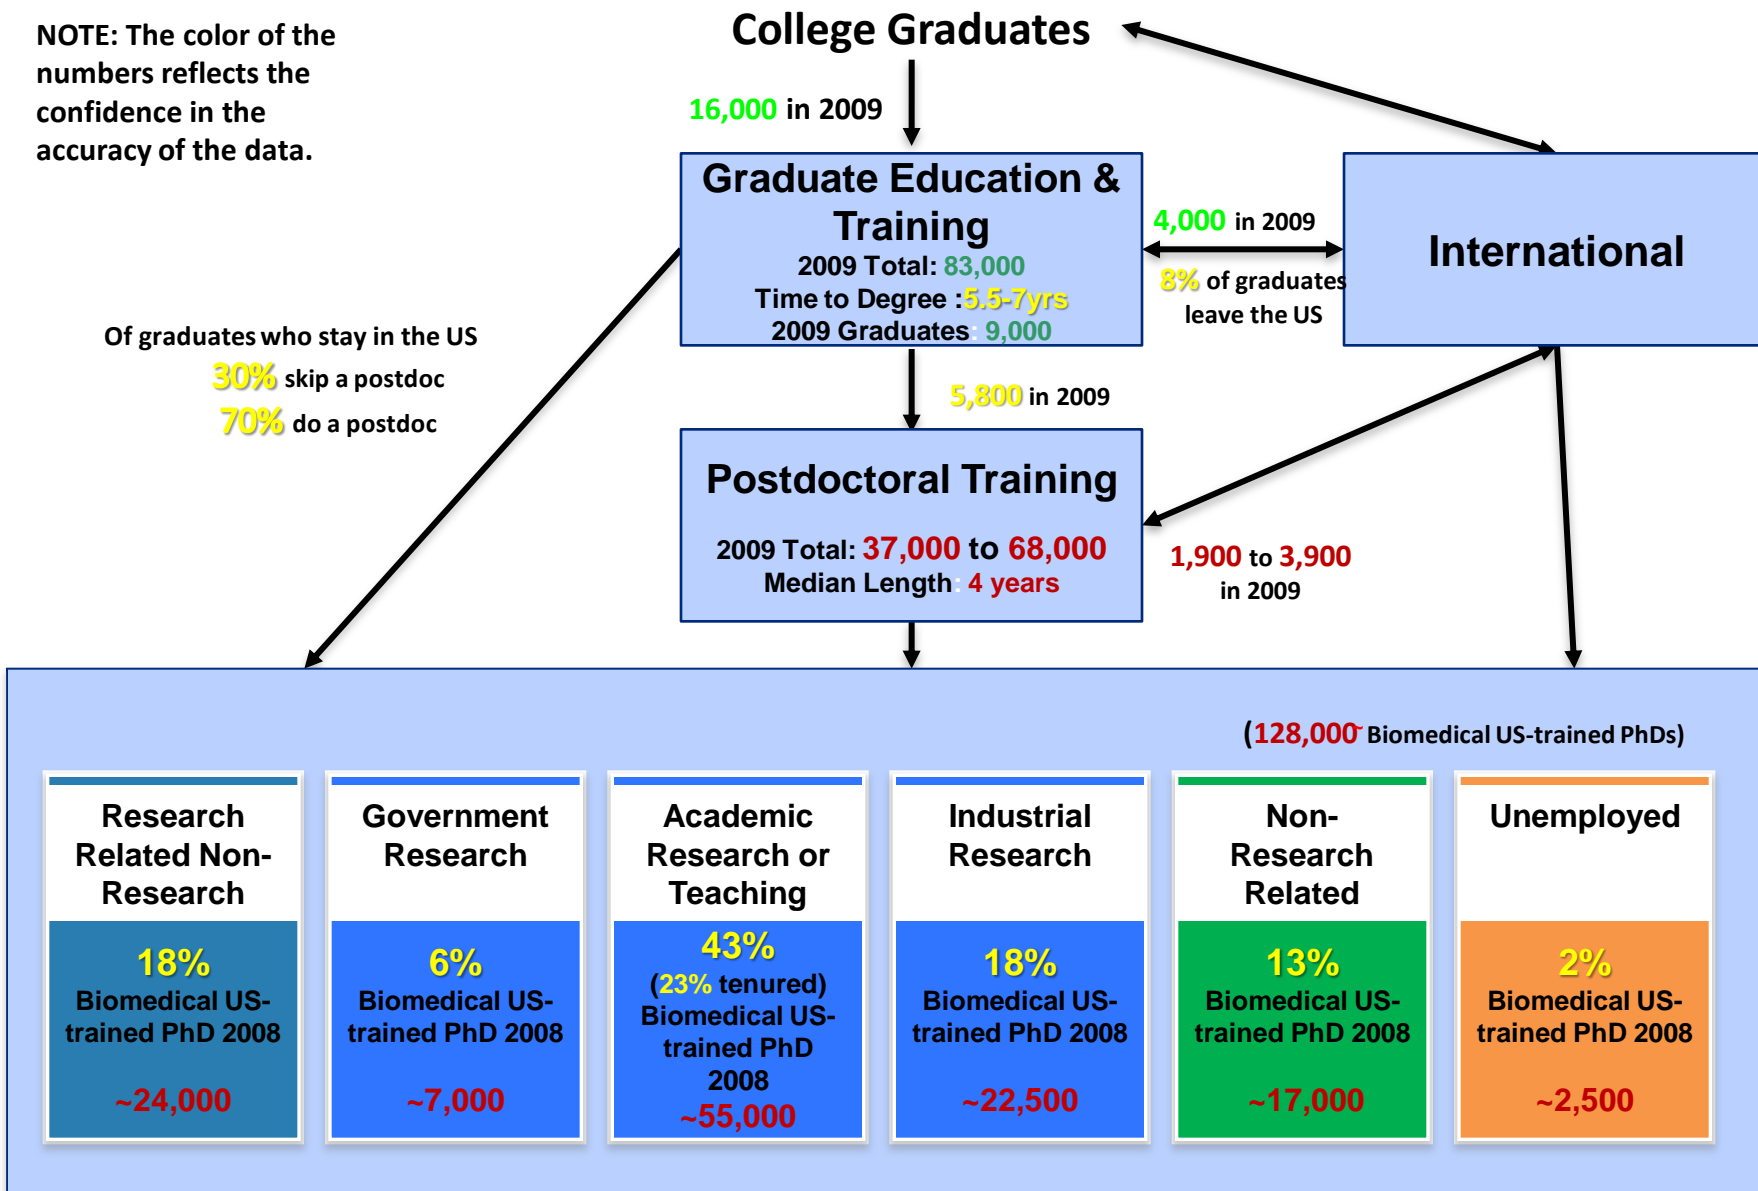 NOTE: The color of the
numbers reflects the
confidence in the
accuracy of the data.
College Graduates
16,000 in 2009
Graduate Education &
Training
2009 Total: 83,000
Time to Degree :5.5-7yrs
2009 Graduates: 9,000
4,000 in 2009
8% of graduates
leave the US
International
Of graduates who stay in the US
30% skip a postdoc
70% do a postdoc
5,800 in 2009
Postdoctoral Training
2009 Total: 37,000 to 68,000
Median Length: 4 years
1,900 to 3,900
in 2009
(128,000~ Biomedical US-trained PhDs)
Research
Related Non-
Research
18%
Biomedical US-
trained PhD 2008
~24,000
Government
Research
6%
Biomedical US-
trained PhD 2008
~7,000
Academic
Research or
Teaching
43%
(23% tenured)
Biomedical US-
trained PhD
2008
~55,000
Industrial
Research
18%
Biomedical US-
trained PhD 2008
~22,500
Non-
Research
Related
13%
Biomedical US-
trained PhD 2008
~17,000
Unemployed
2%
Biomedical US-
trained PhD 2008
~2,500